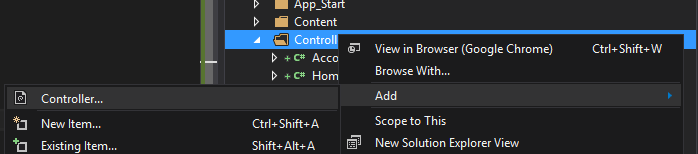 App_Start
Content
Controll
View in Browser (Google Chrome) Ctrl+Shift+W
C# Acco
Browse With...
C# Hom
Controller...
Add
New Item... Ctrl+Shift+A
Scope to This
Existing Item... Shift+Alt+A
New Solution Explorer View